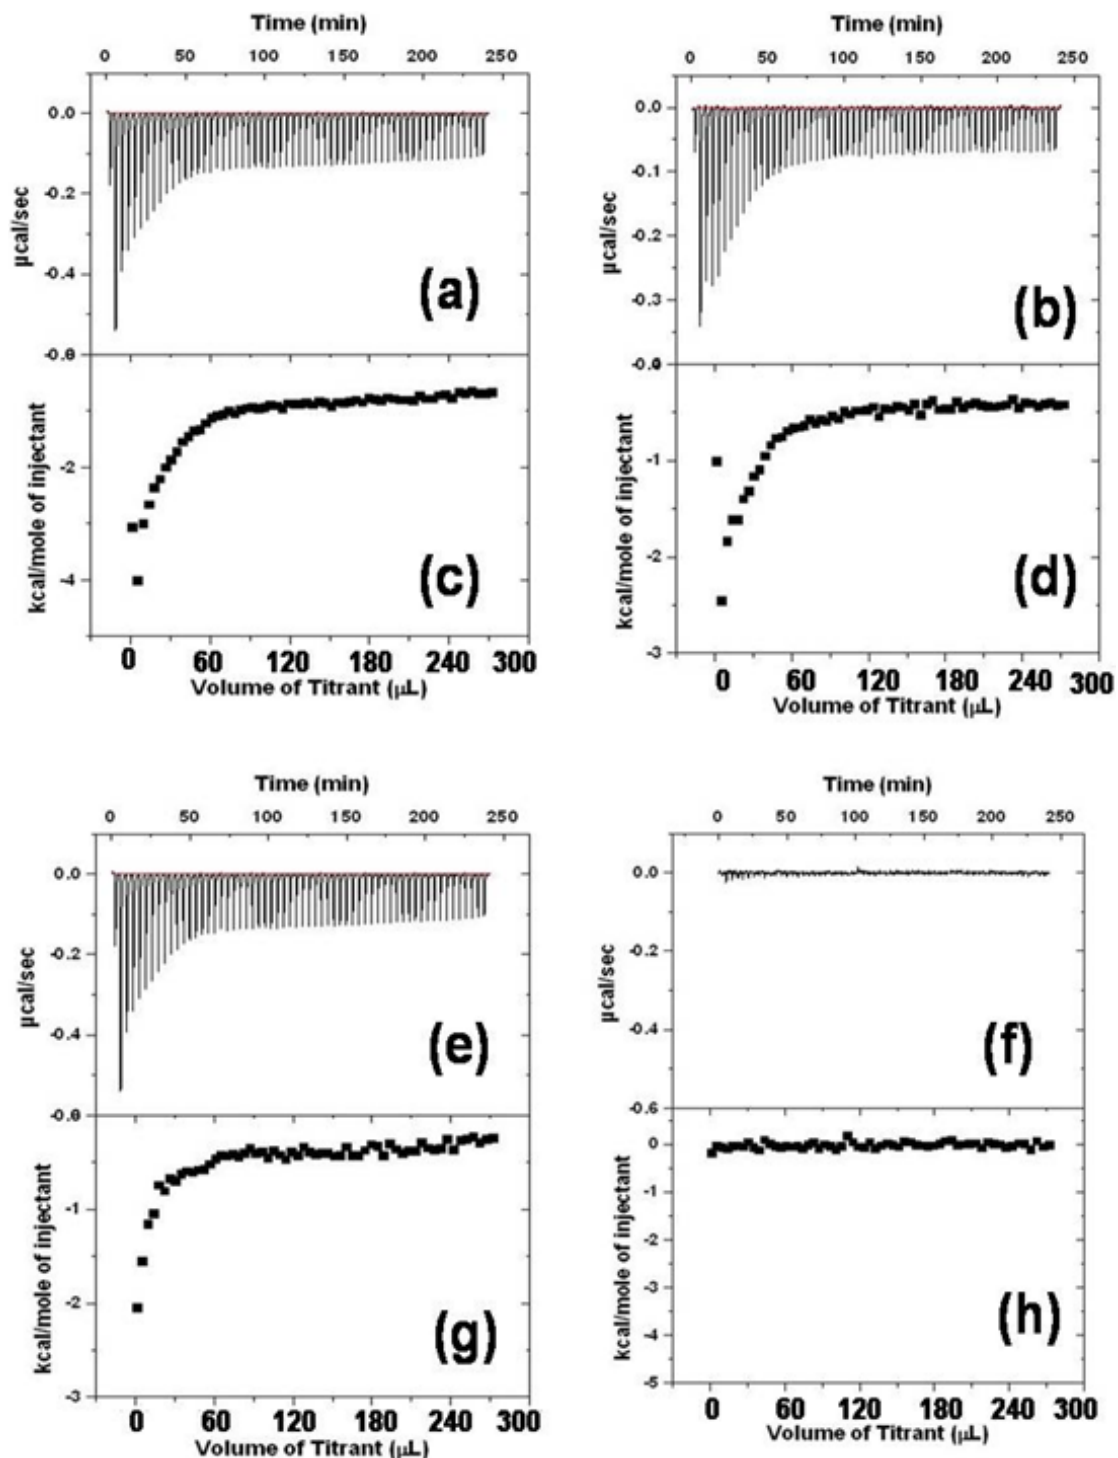 Time (min)
0 50 100 150 200 250
0.0
-0.2
-0.4
µcal/sec
(a)
-2
-4
kcal/mole of injectant
(c)
0 60 120 180 240 300
Volume of Titrant (µL)
Time (min)
0 50 100 150 200 250
0.0
-0.1
-0.2
-0.3
µcal/sec
(b)
-1
-2
-3
kcal/mole of injectant
(d)
0 60 120 180 240 300
Volume of Titrant (µL)
Time (min)
0 50 100 150 200 250
0.0
-0.2
-0.4
µcal/sec
(e)
-1
-2
-3
kcal/mole of injectant
(g)
0 60 120 180 240 300
Volume of Titrant (µL)
Time (min)
0 50 100 150 200 250
0.0
-0.2
-0.4
-0.6
µcal/sec
(f)
0
-1
-2
-3
-4
-5
kcal/mole of injectant
(h)
0 60 120 180 240 300
Volume of Titrant (µL)